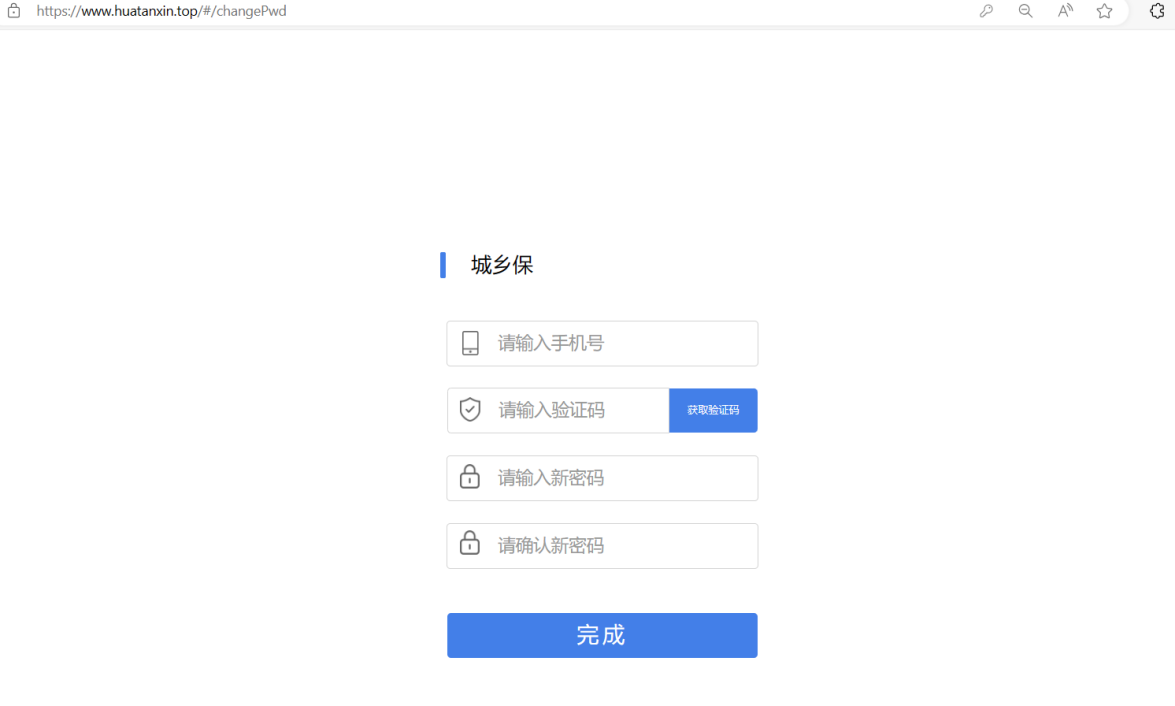 https://www.huatanxin.top/#/changePwd
城乡保
请输入手机号
请输入验证码 获取验证码
请输入新密码
请确认新密码
完成